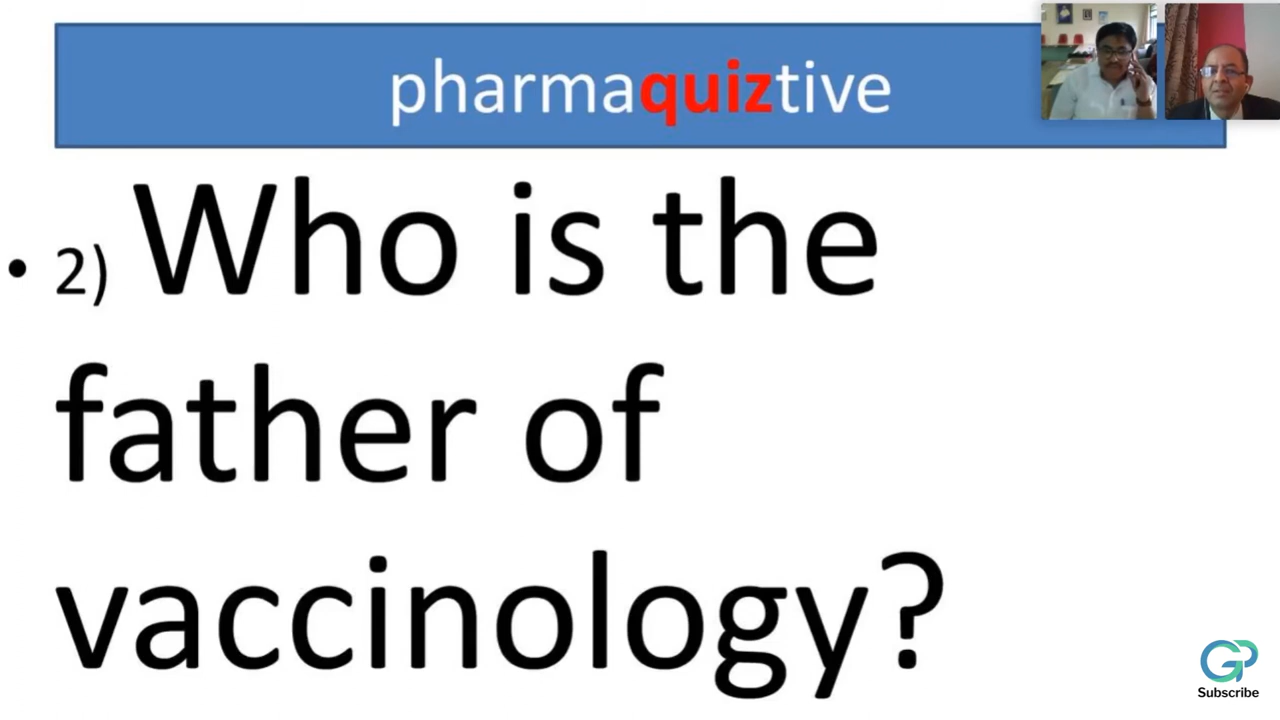 pharmaquiztive
• 2) Who is the
father of
vaccinology?
Subscribe